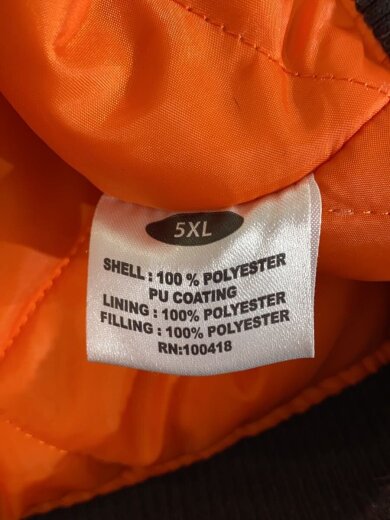 5XL
SHELL : 100 % POLYESTER
PU COATING
LINING : 100% POLYESTER
FILLING : 100% POLYESTER
RN:100418